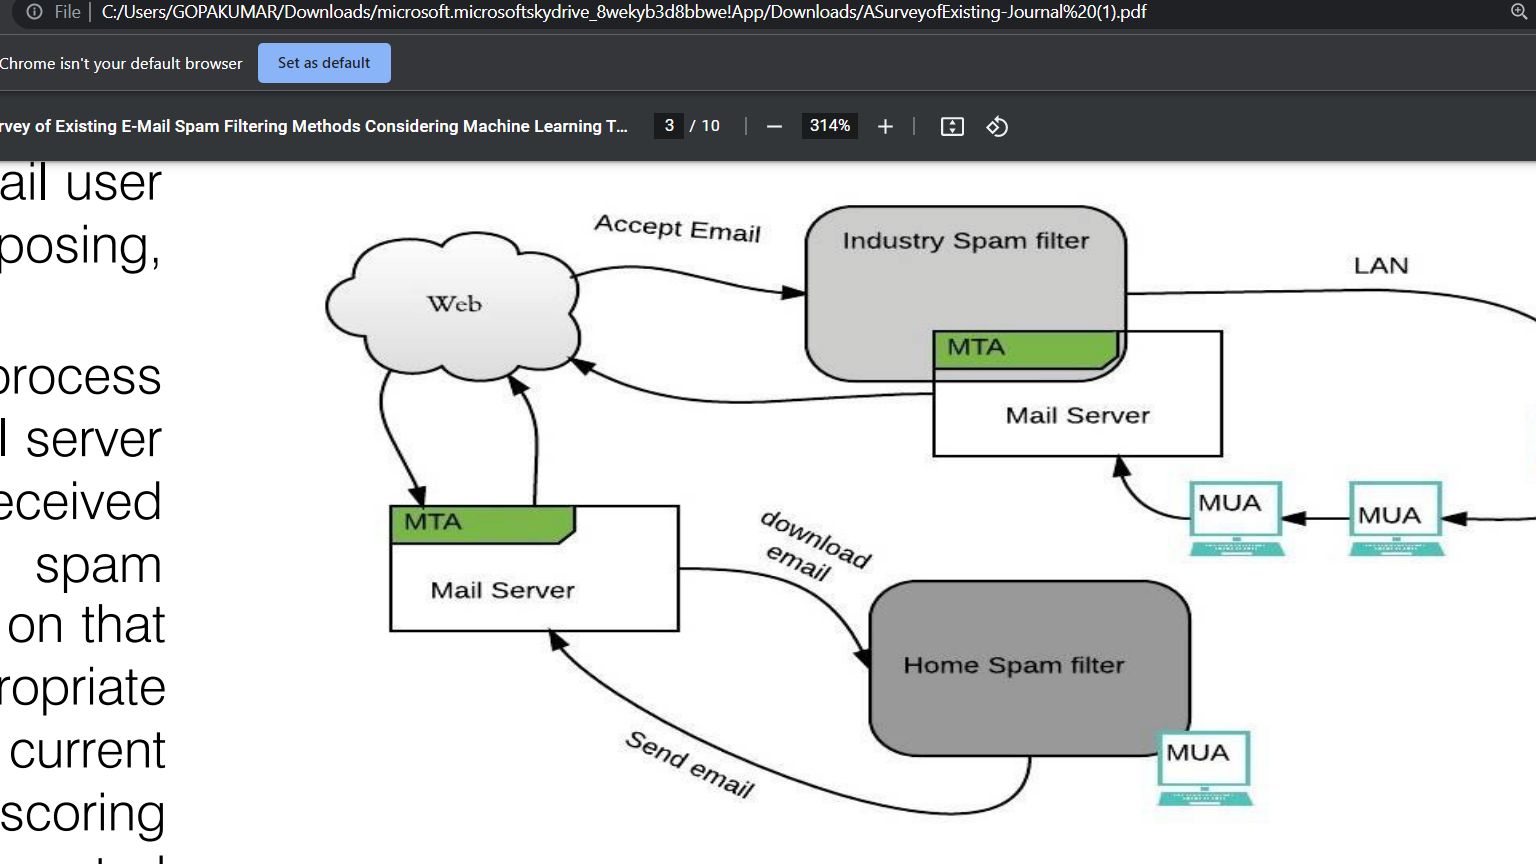 File C:/Users/GOPAKUMAR/Downloads/microsoft.microsoftskydrive_8wekyb3d8bbwe!App/Downloads/ASurveyofExisting-Journal%20(1).pdf
Chrome isn't your default browser Set as default
rvey of Existing E-Mail Spam Filtering Methods Considering Machine Learning T... 3 / 10 314%
ail user
posing,
process
l server
eceived
spam
on that
ropriate
current
scoring
Accept Email
Industry Spam filter
LAN
Web
MTA
Mail Server
MUA
MUA
MTA
Mail Server
download
email
Home Spam filter
Send email
MUA